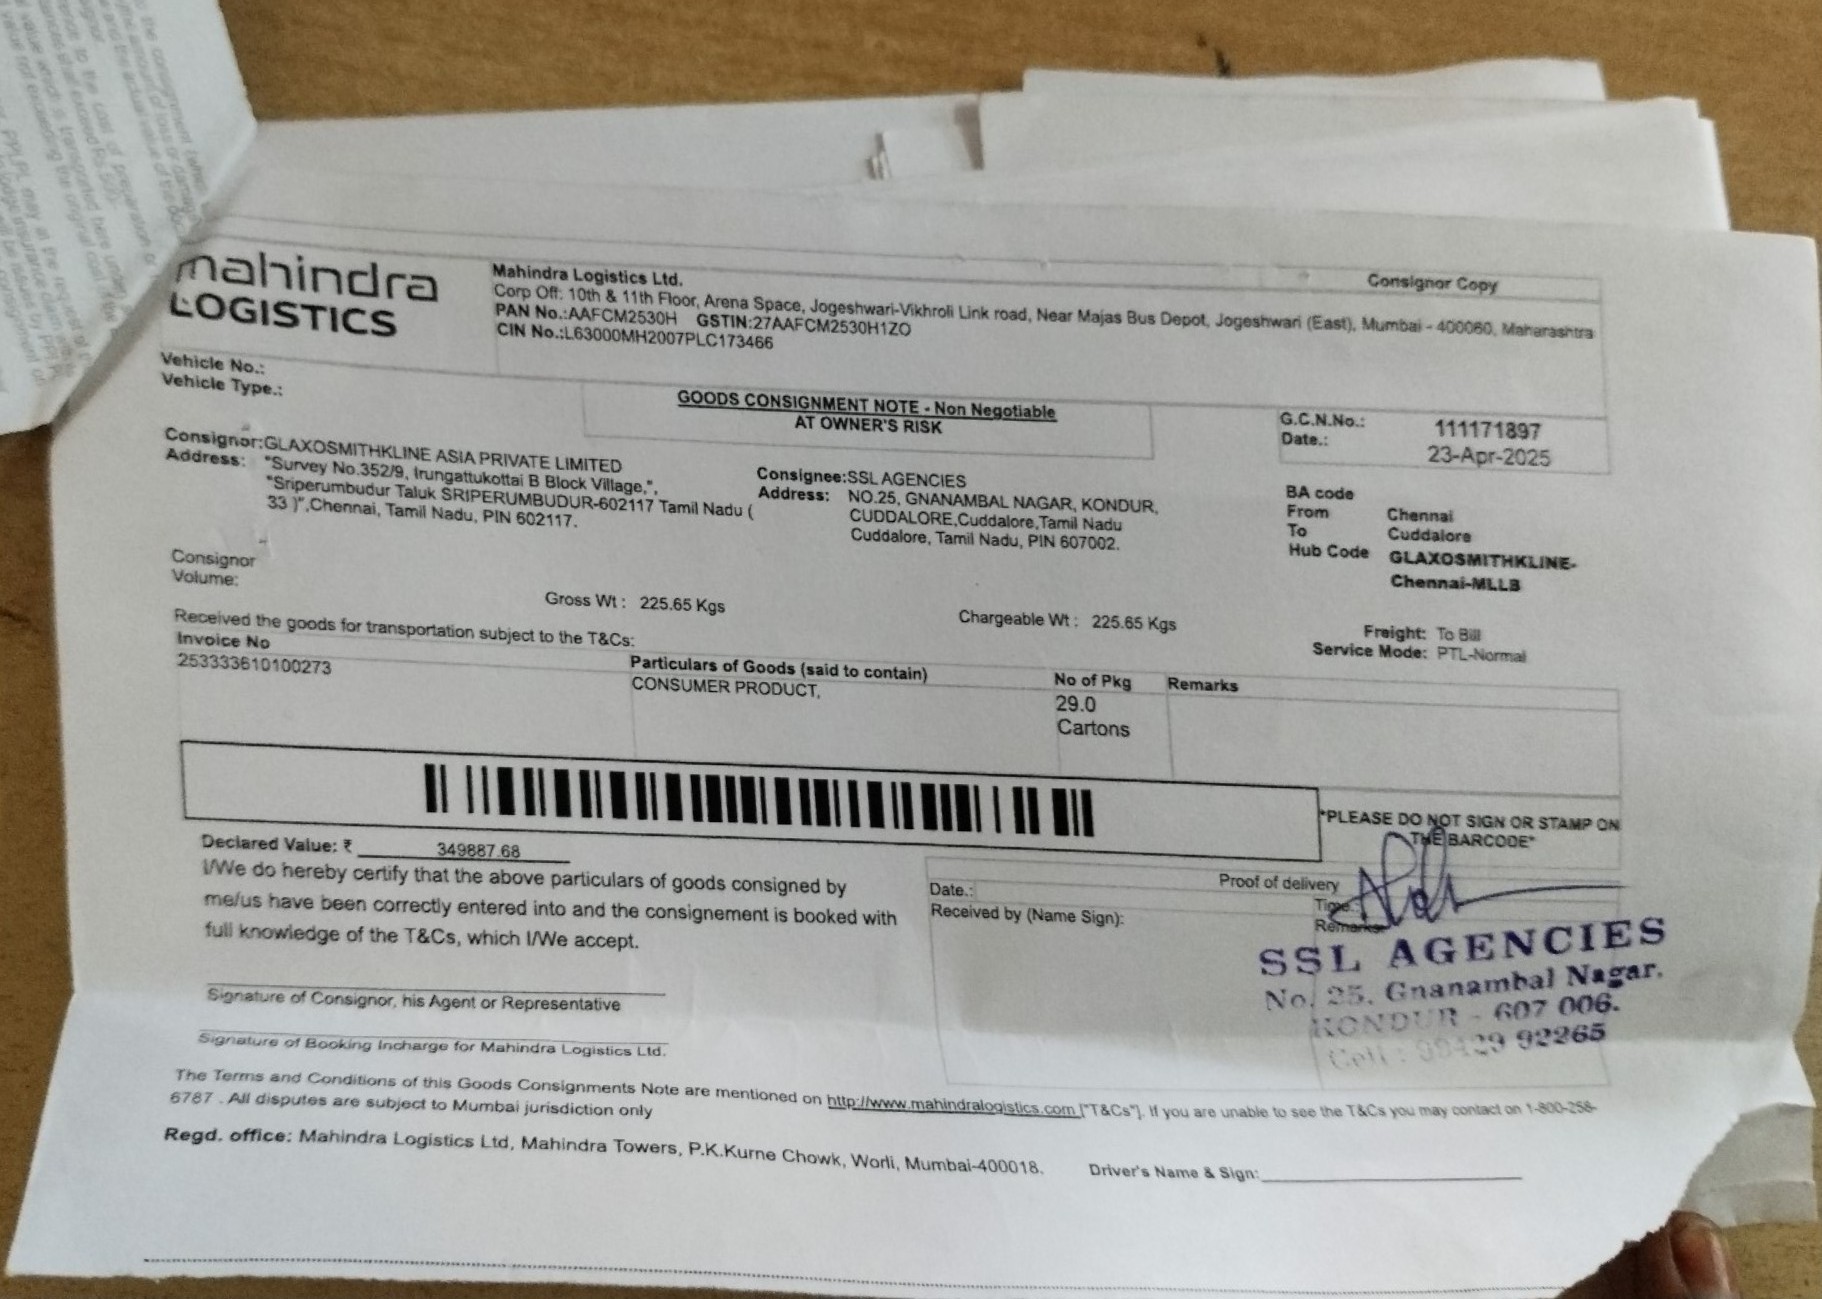 mahindra
LOGISTICS
Mahindra Logistics Ltd.
Consignor Copy
Corp Off: 10th & 11th Floor, Arena Space, Jogeshwari-Vikhroli Link road, Near Majas Bus Depot, Jogeshwari (East), Mumbai - 400060, Maharashtra
PAN No.:AAFCM2530H GSTIN:27AAFCM2530H1ZO
CIN No.:L63000MH2007PLC173466
Vehicle No.:
Vehicle Type.:
GOODS CONSIGNMENT NOTE - Non Negotiable
AT OWNER'S RISK
G.C.N.No.: 111171897
Date.: 23-Apr-2025
Consignor:GLAXOSMITHKLINE ASIA PRIVATE LIMITED
Address: "Survey No.352/9, Irungattukottai B Block Village,",
"Sriperumbudur Taluk SRIPERUMBUDUR-602117 Tamil Nadu (
33 )",Chennai, Tamil Nadu, PIN 602117.
Consignee:SSL AGENCIES
Address: NO.25, GNANAMBAL NAGAR, KONDUR,
CUDDALORE,Cuddalore,Tamil Nadu
Cuddalore, Tamil Nadu, PIN 607002.
BA code
From Chennai
To Cuddalore
Hub Code GLAXOSMITHKLINE-
Chennai-MLLB
Consignor
Volume:
Gross Wt : 225.65 Kgs
Chargeable Wt : 225.65 Kgs
Freight: To Bill
Service Mode: PTL-Normal
Received the goods for transportation subject to the T&Cs:
Invoice No
253333610100273
Particulars of Goods (said to contain)
CONSUMER PRODUCT,
No of Pkg
29.0
Cartons
Remarks
*PLEASE DO NOT SIGN OR STAMP ON
THE BARCODE*
Declared Value: ₹ 349887.68
I/We do hereby certify that the above particulars of goods consigned by
me/us have been correctly entered into and the consignement is booked with
full knowledge of the T&Cs, which I/We accept.
Proof of delivery
Date.:
Time.:
Received by (Name Sign):
Remarks:
SSL AGENCIES
No. 25, Gnanambal Nagar,
KONDUR - 607 006.
Cell : 99429 92265
Signature of Consignor, his Agent or Representative
Signature of Booking Incharge for Mahindra Logistics Ltd.
The Terms and Conditions of this Goods Consignments Note are mentioned on http://www.mahindralogistics.com ["T&Cs"]. If you are unable to see the T&Cs you may contact on 1-800-258-
6787 . All disputes are subject to Mumbai jurisdiction only
Regd. office: Mahindra Logistics Ltd, Mahindra Towers, P.K.Kurne Chowk, Worli, Mumbai-400018.
Driver's Name & Sign: